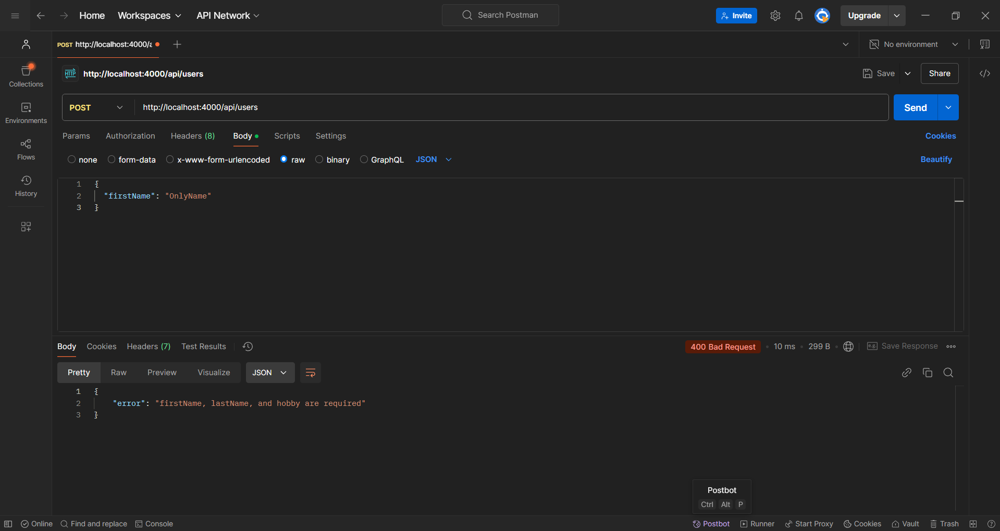 Home Workspaces API Network Search Postman Invite Upgrade
POST http://localhost:4000/a No environment
HTTP http://localhost:4000/api/users Save Share
Collections
POST http://localhost:4000/api/users Send
Environments
Params Authorization Headers (8) Body Scripts Settings Cookies
Flows
none form-data x-www-form-urlencoded raw binary GraphQL JSON Beautify
History
1 {
2 "firstName": "OnlyName"
3 }
Body Cookies Headers (7) Test Results 400 Bad Request 10 ms 299 B e.g. Save Response
Pretty Raw Preview Visualize JSON
1 {
2 "error": "firstName, lastName, and hobby are required"
3 }
Postbot
Ctrl Alt P
Online Find and replace Console Postbot Runner Start Proxy Cookies Vault Trash